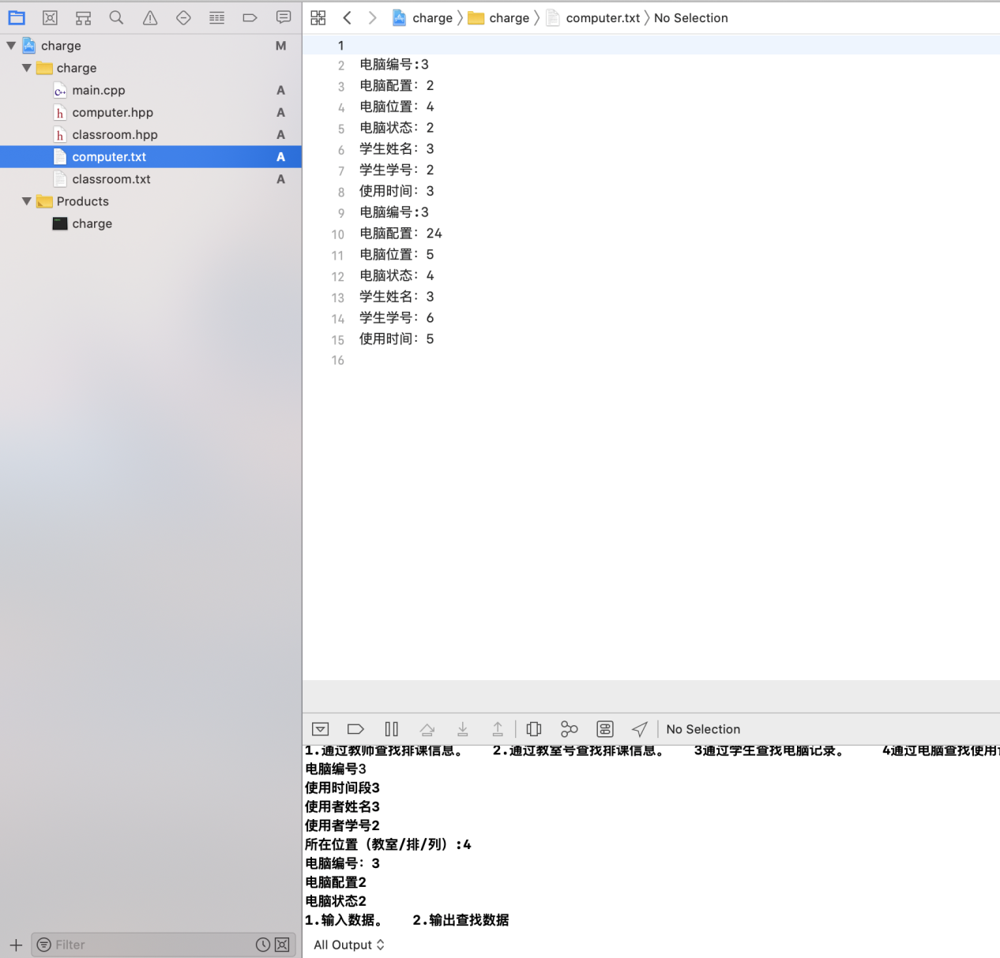 charge
charge
computer.txt
No Selection
charge M
charge
main.cpp A
computer.hpp A
classroom.hpp A
computer.txt A
classroom.txt A
Products
charge
1
2 电脑编号:3
3 电脑配置：2
4 电脑位置：4
5 电脑状态：2
6 学生姓名：3
7 学生学号：2
8 使用时间：3
9 电脑编号:3
10 电脑配置：24
11 电脑位置：5
12 电脑状态：4
13 学生姓名：3
14 学生学号：6
15 使用时间：5
16
No Selection
1.通过教师查找排课信息。 2.通过教室号查找排课信息。 3通过学生查找电脑记录。 4通过电脑查找使用
电脑编号3
使用时间段3
使用者姓名3
使用者学号2
所在位置（教室/排/列）:4
电脑编号：3
电脑配置2
电脑状态2
1.输入数据。 2.输出查找数据
Filter
All Output